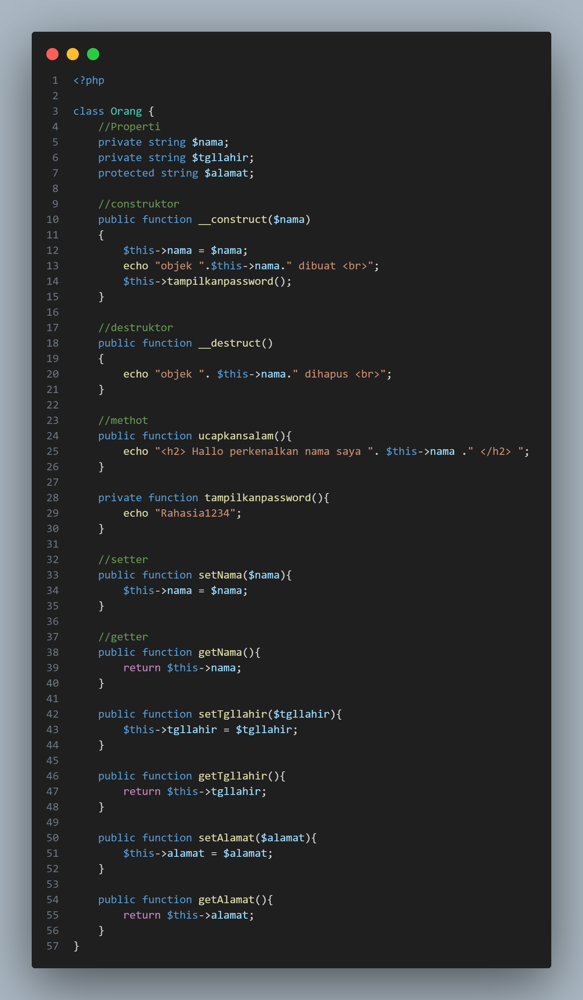 1 <?php
2
3 class Orang {
4     //Properti
5     private string $nama;
6     private string $tgllahir;
7     protected string $alamat;
8
9     //construktor
10     public function __construct($nama)
11     {
12         $this->nama = $nama;
13         echo "objek ".$this->nama." dibuat <br>";
14         $this->tampilkanpassword();
15     }
16
17     //destruktor
18     public function __destruct()
19     {
20         echo "objek ". $this->nama." dihapus <br>";
21     }
22
23     //methot
24     public function ucapkansalam(){
25         echo "<h2> Hallo perkenalkan nama saya ". $this->nama ." </h2> ";
26     }
27
28     private function tampilkanpassword(){
29         echo "Rahasia1234";
30     }
31
32     //setter
33     public function setNama($nama){
34         $this->nama = $nama;
35     }
36
37     //getter
38     public function getNama(){
39         return $this->nama;
40     }
41
42     public function setTgllahir($tgllahir){
43         $this->tgllahir = $tgllahir;
44     }
45
46     public function getTgllahir(){
47         return $this->tgllahir;
48     }
49
50     public function setAlamat($alamat){
51         $this->alamat = $alamat;
52     }
53
54     public function getAlamat(){
55         return $this->alamat;
56     }
57 }